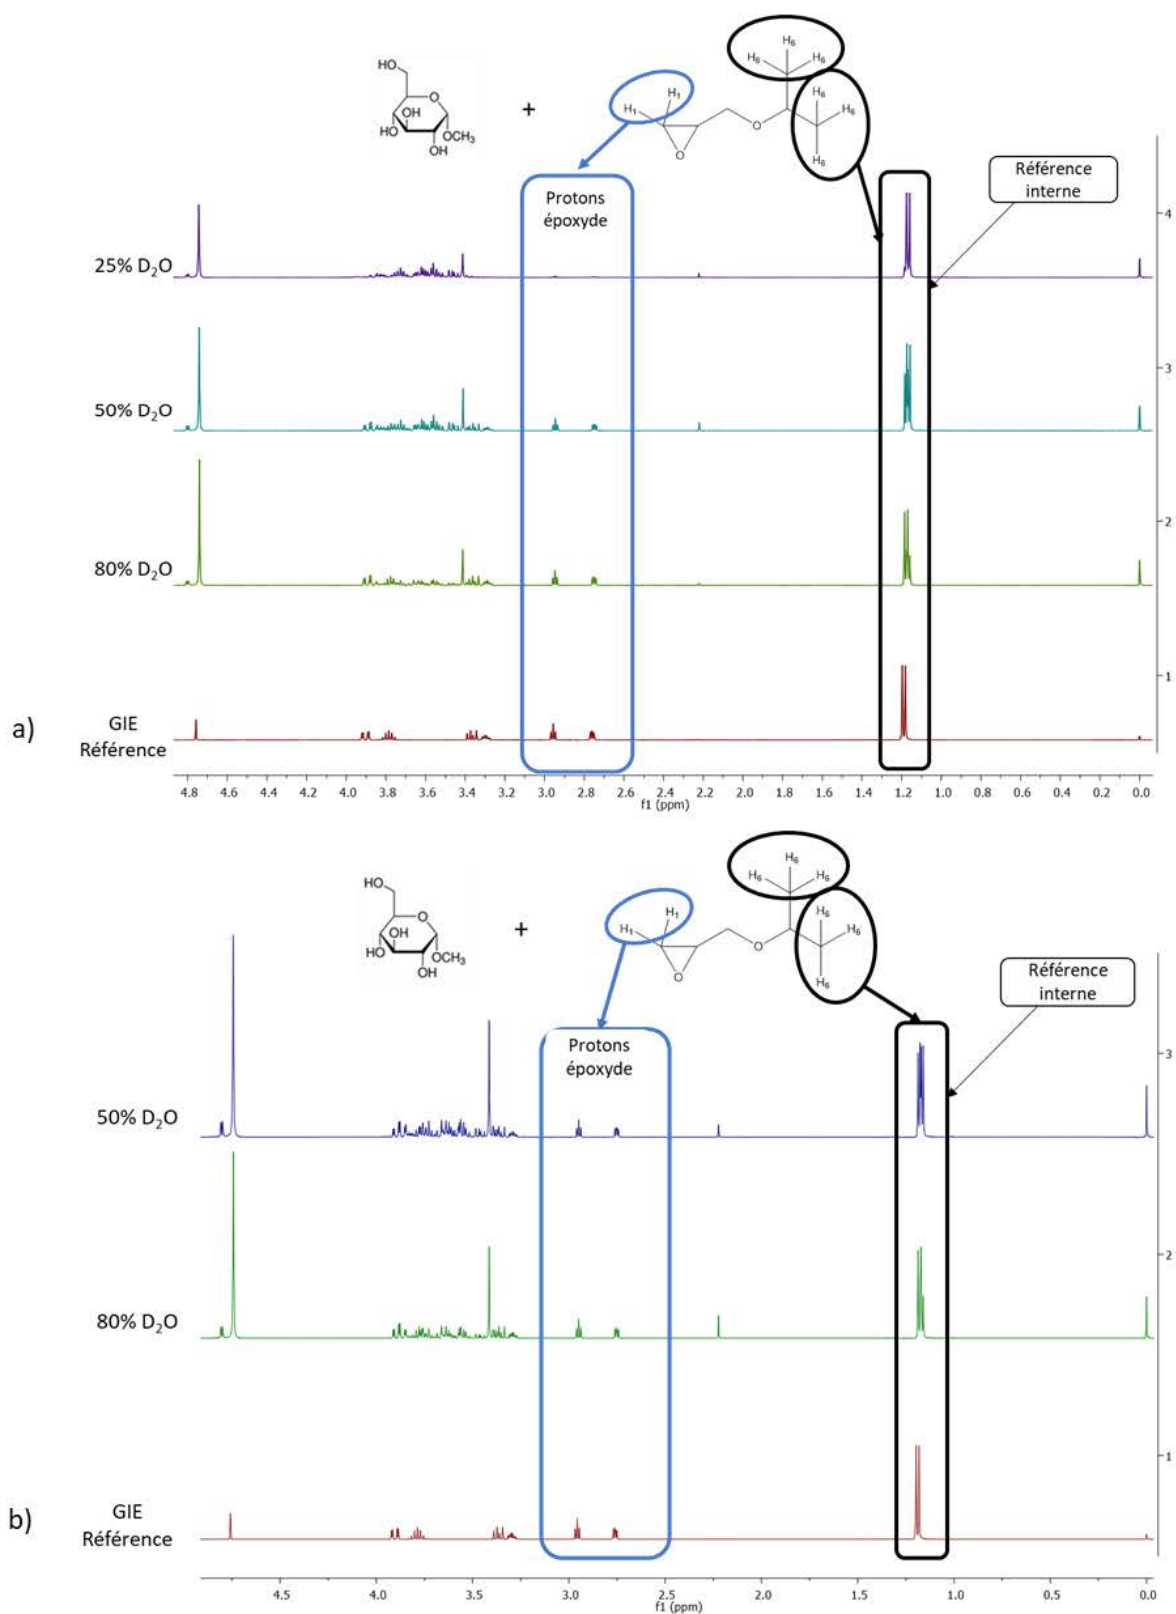 H₆
H₆
H₆
HO
H₁
H₆
O
+
H₁
H₆
OH
HO
OCH₃
OH
O
O
H₆
Référence
interne
Protons
époxyde
4
25% D₂O
3
50% D₂O
2
80% D₂O
1
a)
GIE
Référence
4.8 4.6 4.4 4.2 4.0 3.8 3.6 3.4 3.2 3.0 2.8 2.6 2.4 2.2 2.0 1.8 1.6 1.4 1.2 1.0 0.8 0.6 0.4 0.2 0.0
f1 (ppm)
H₆
H₆
H₆
HO
H₁
H₆
O
+
H₁
H₆
OH
HO
OCH₃
OH
O
O
H₆
Référence
interne
Protons
époxyde
3
50% D₂O
2
80% D₂O
1
b)
GIE
Référence
4.5 4.0 3.5 3.0 2.5 2.0 1.5 1.0 0.5 0.0
f1 (ppm)